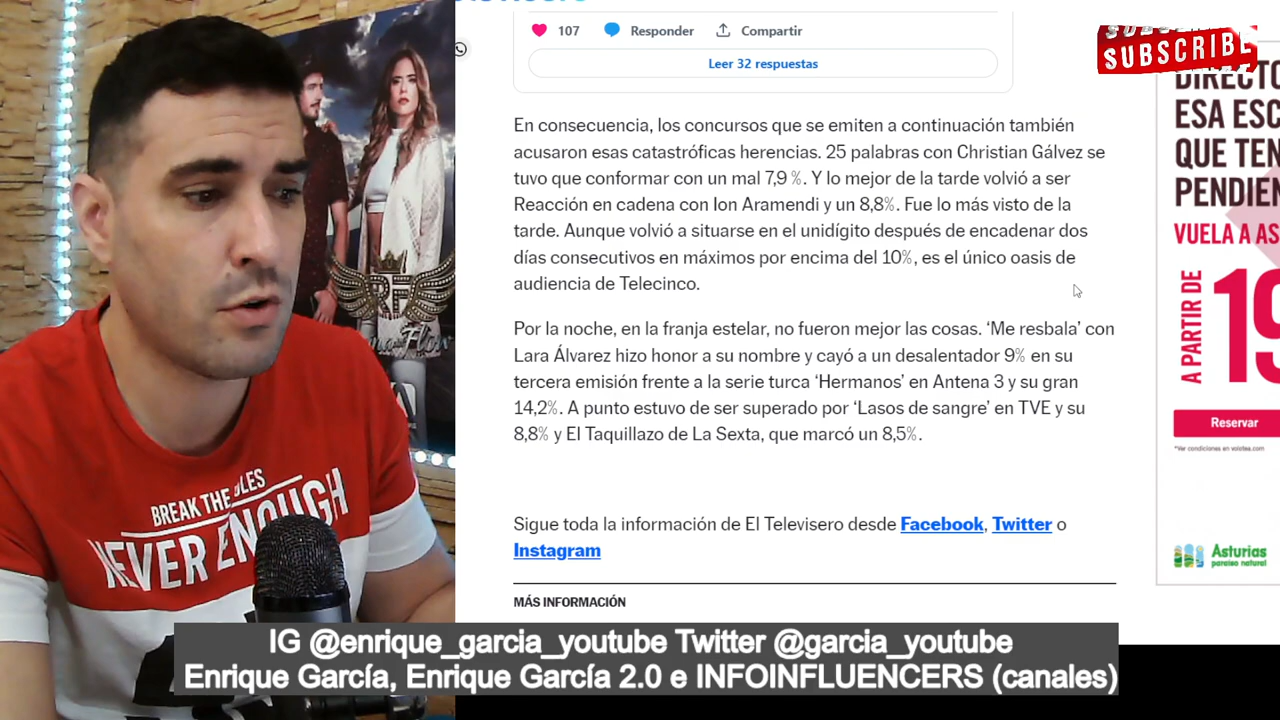 107 Responder Compartir
Leer 32 respuestas
SUBSCRIBE
En consecuencia, los concursos que se emiten a continuación también
acusaron esas catastróficas herencias. 25 palabras con Christian Gálvez se
tuvo que conformar con un mal 7,9 %. Y lo mejor de la tarde volvió a ser
Reacción en cadena con Ion Aramendi y un 8,8%. Fue lo más visto de la
tarde. Aunque volvió a situarse en el unidígito después de encadenar dos
días consecutivos en máximos por encima del 10%, es el único oasis de
audiencia de Telecinco.
Por la noche, en la franja estelar, no fueron mejor las cosas. ‘Me resbala’ con
Lara Álvarez hizo honor a su nombre y cayó a un desalentador 9% en su
tercera emisión frente a la serie turca ‘Hermanos’ en Antena 3 y su gran
14,2%. A punto estuvo de ser superado por ‘Lasos de sangre’ en TVE y su
8,8% y El Taquillazo de La Sexta, que marcó un 8,5%.
Sigue toda la información de El Televisero desde Facebook, Twitter o
Instagram
MÁS INFORMACIÓN
DIRECTO
ESA ESC
QUE TEN
PENDIEN
VUELA A AS
A PARTIR DE
19
Reservar
*Ver condiciones en volotea.com
Asturias
paraíso natural
BREAK THE RULES
NEVER ENOUGH
IG @enrique_garcia_youtube Twitter @garcia_youtube
Enrique García, Enrique García 2.0 e INFOINFLUENCERS (canales)